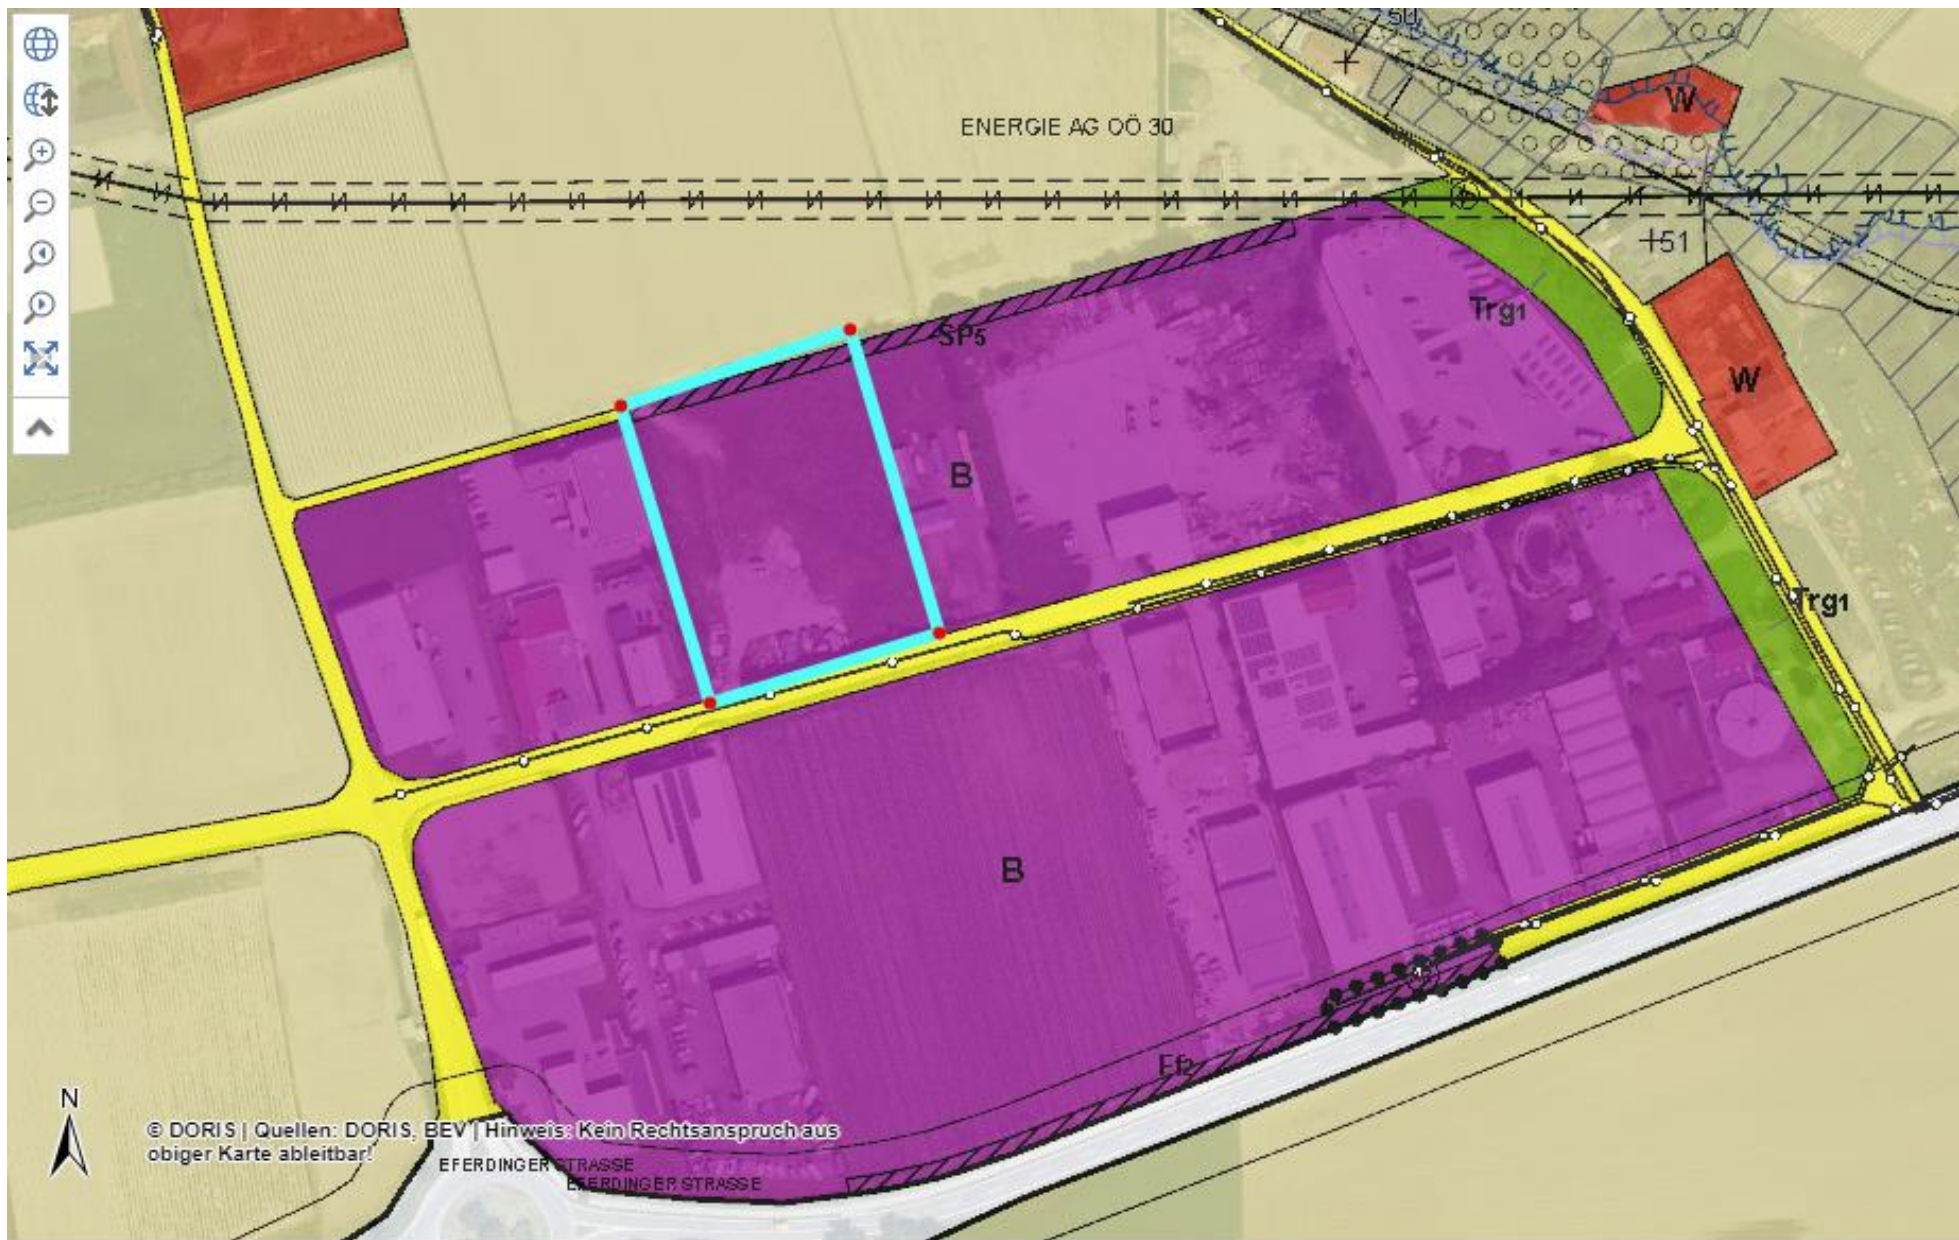 W
ENERGIE AG OÖ 30
+51
Trg1
SP5
W
B
Trg1
B
Ef2
N
© DORIS | Quellen: DORIS, BEV | Hinweis: Kein Rechtsanspruch aus
obiger Karte ableitbar!
EFERDINGER STRASSE
EFERDINGER STRASSE